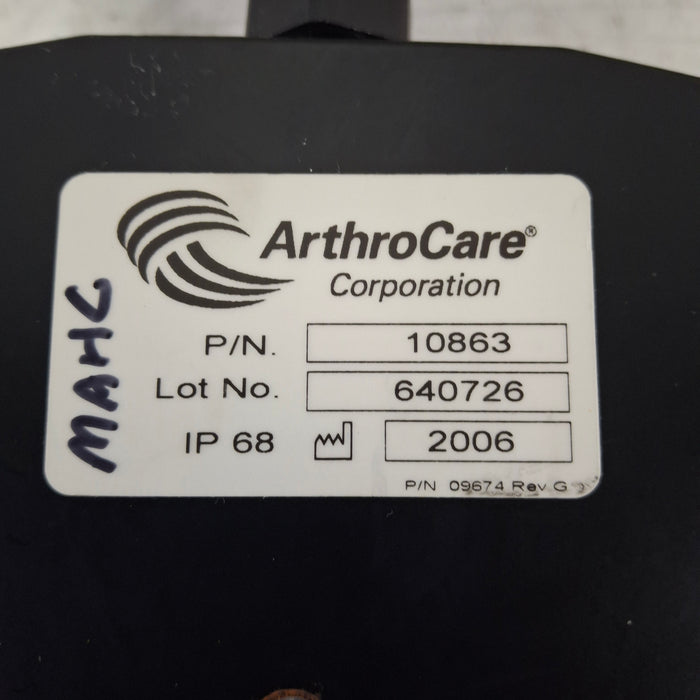 ArthroCare®
Corporation
P/N. 10863
Lot No. 640726
IP 68 2006
P/N 09674 Rev G
MAHC